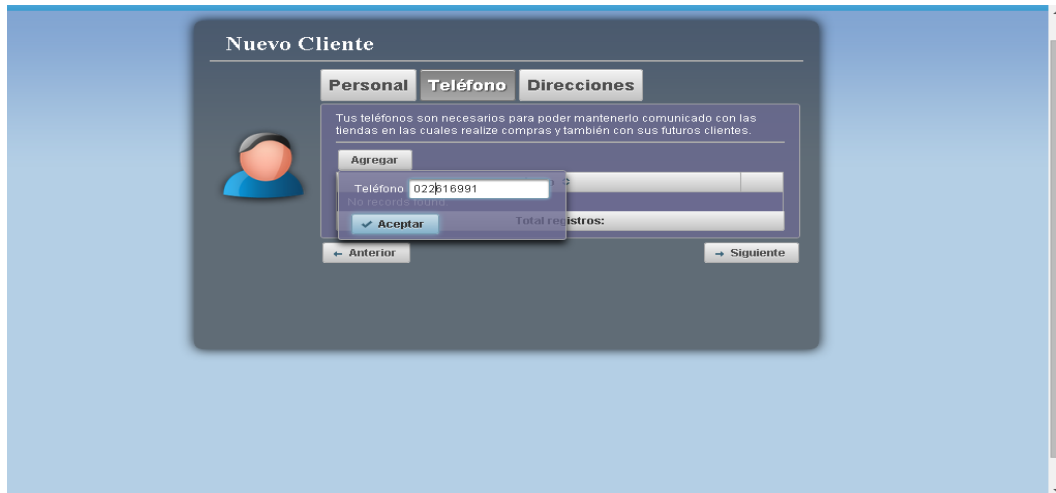 Nuevo Cliente
Personal Teléfono Direcciones
Tus teléfonos son necesarios para poder mantenerlo comunicado con las
tiendas en las cuales realize compras y también con sus futuros clientes.
Agregar
Teléfono 022616991
No records found.
Aceptar
Total registros:
← Anterior
→ Siguiente